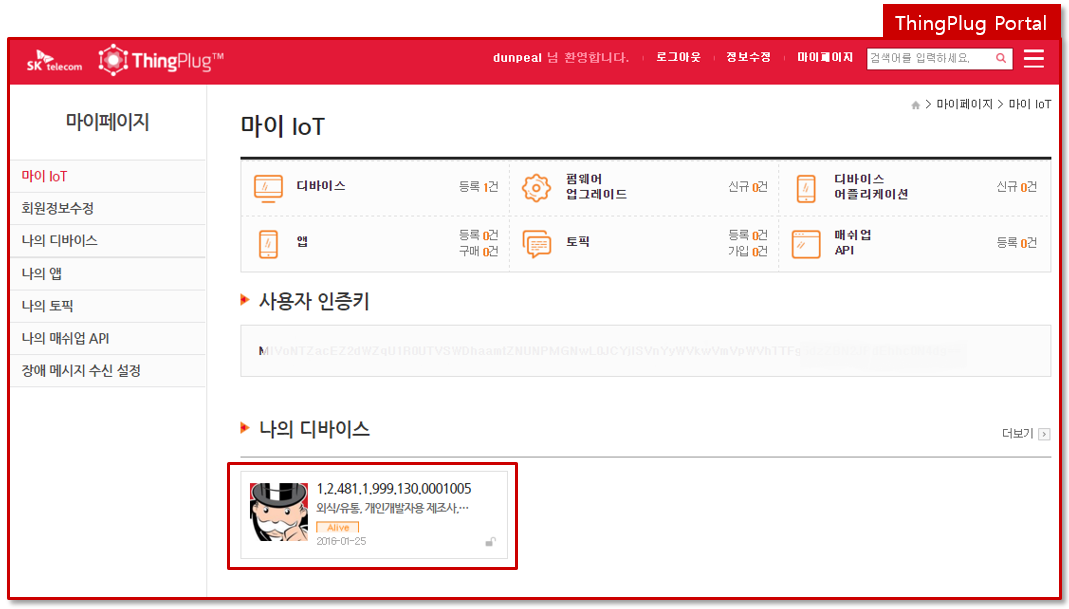 ThingPlug Portal
SK telecom ThingPlug™
dunpeal 님 환영합니다. 로그아웃 정보수정 마이페이지 검색어를 입력하세요.
> 마이페이지 > 마이 IoT
마이페이지
마이 IoT
회원정보수정
나의 디바이스
나의 앱
나의 토픽
나의 매쉬업 API
장애 메시지 수신 설정
마이 IoT
디바이스 등록 1건
펌웨어
업그레이드 신규 0건
디바이스
어플리케이션 신규 0건
앱 등록 0건
구매 0건
토픽 등록 0건
가입 0건
매쉬업
API 등록 0건
사용자 인증키
나의 디바이스
더보기
1.2.481.1.999.130.0001005
외식/유통, 개인개발자용 제조사,…
Alive
2016-01-25